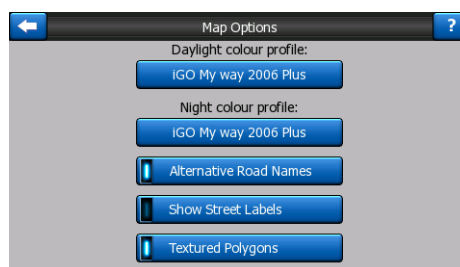 Map Options
?
Daylight colour profile:
iGO My way 2006 Plus
Night colour profile:
iGO My way 2006 Plus
Alternative Road Names
Show Street Labels
Textured Polygons